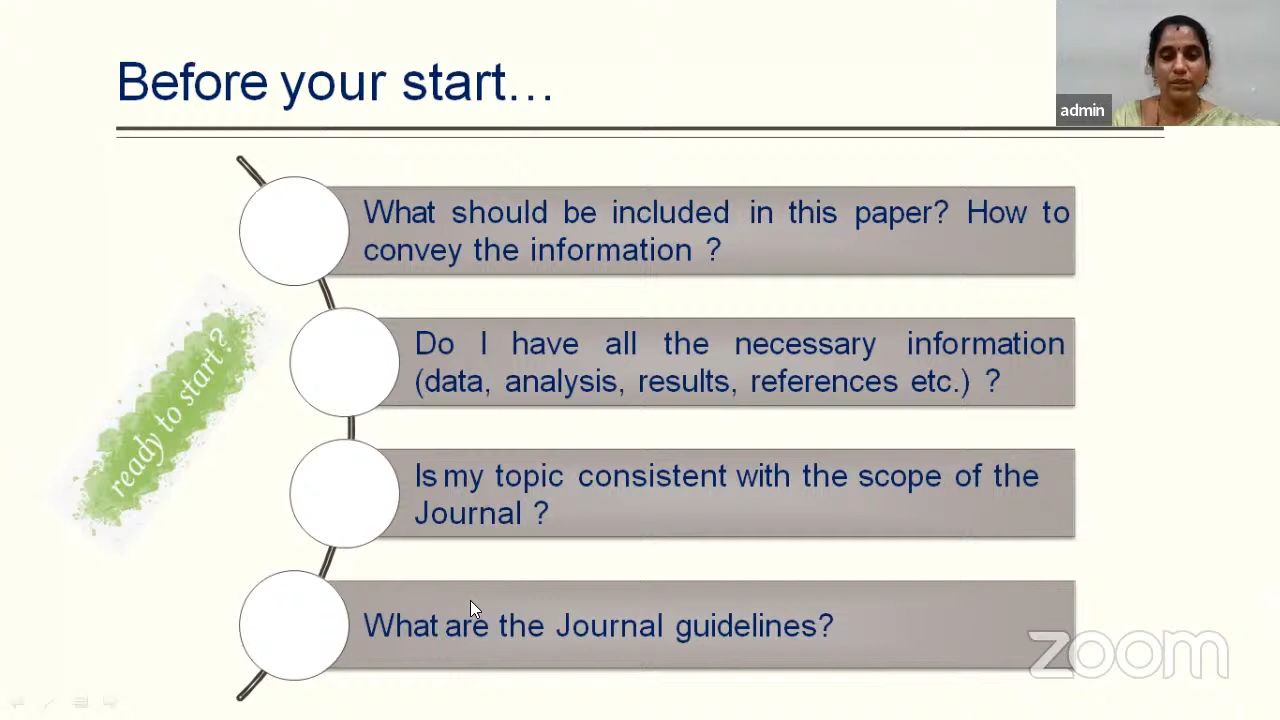 Before your start...
admin
What should be included in this paper? How to
convey the information ?
ready to start ?
Do I have all the necessary information
(data, analysis, results, references etc.) ?
Is my topic consistent with the scope of the
Journal ?
What are the Journal guidelines?
zoom